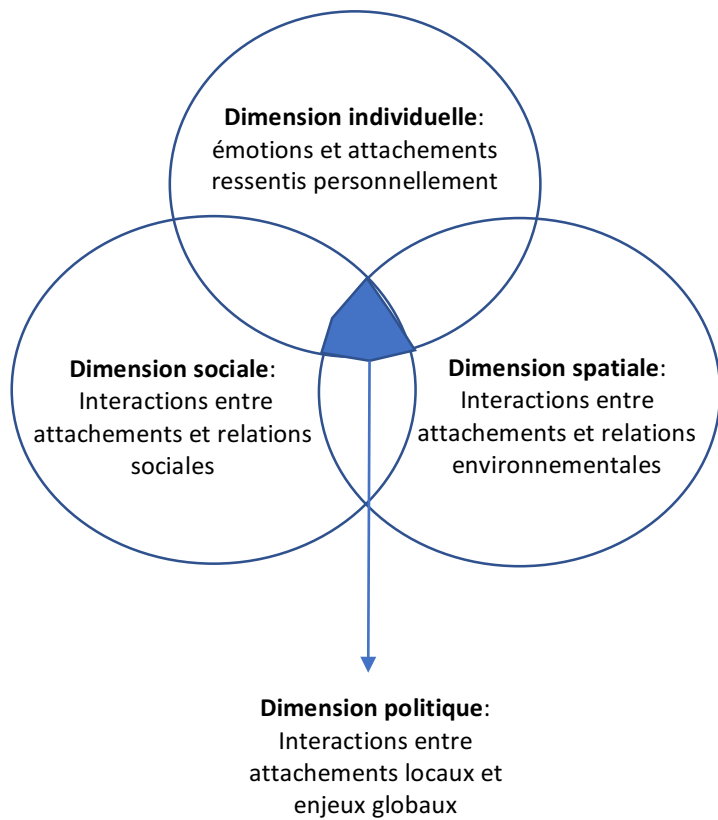 Dimension individuelle:
émotions et attachements
ressentis personnellement
Dimension sociale:
Interactions entre
attachements et relations
sociales
Dimension spatiale:
Interactions entre
attachements et relations
environnementales
Dimension politique:
Interactions entre
attachements locaux et
enjeux globaux